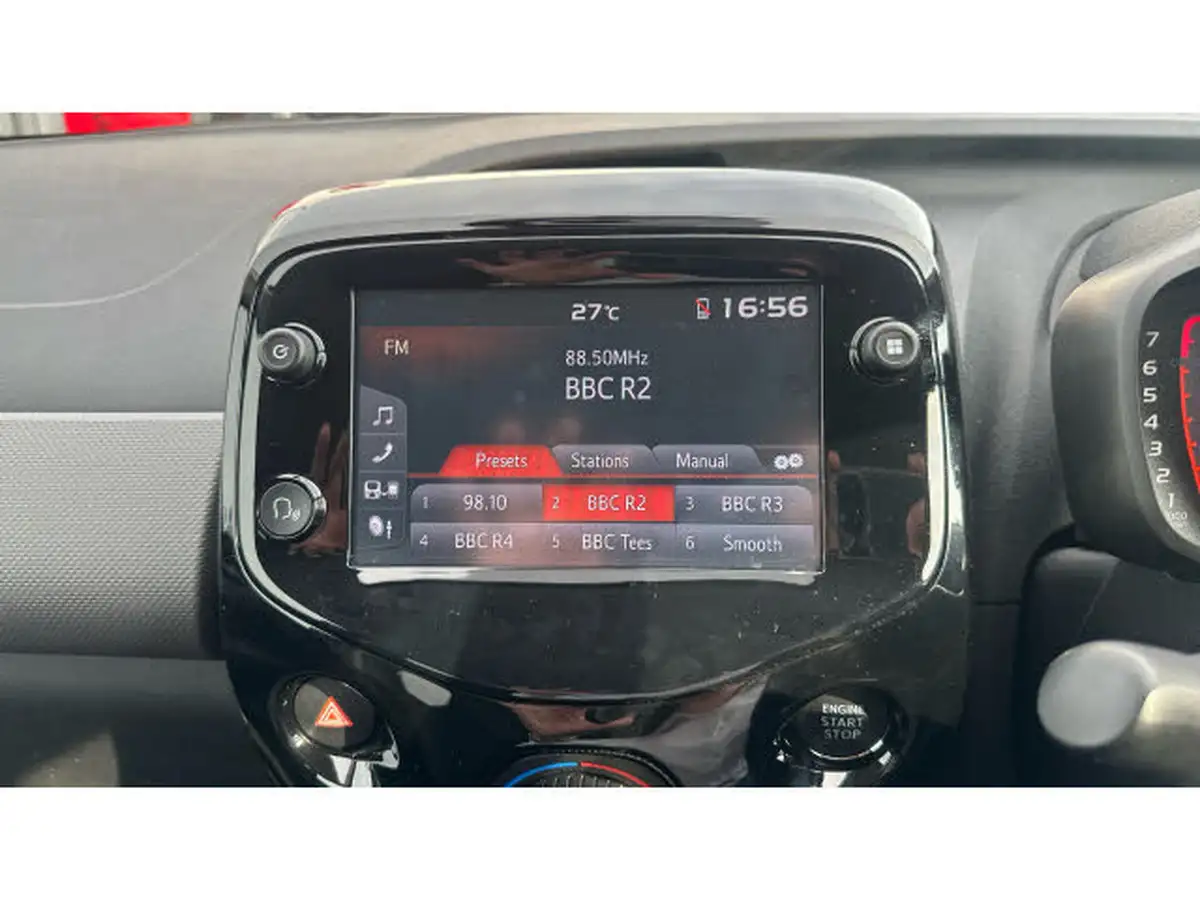 27°C 16:56
FM
88.50MHz
BBC R2
Presets Stations Manual
1 98.10 2 BBC R2 3 BBC R3
4 BBC R4 5 BBC Tees 6 Smooth
7
6
5
4
3
2
1
ENGINE
START
STOP